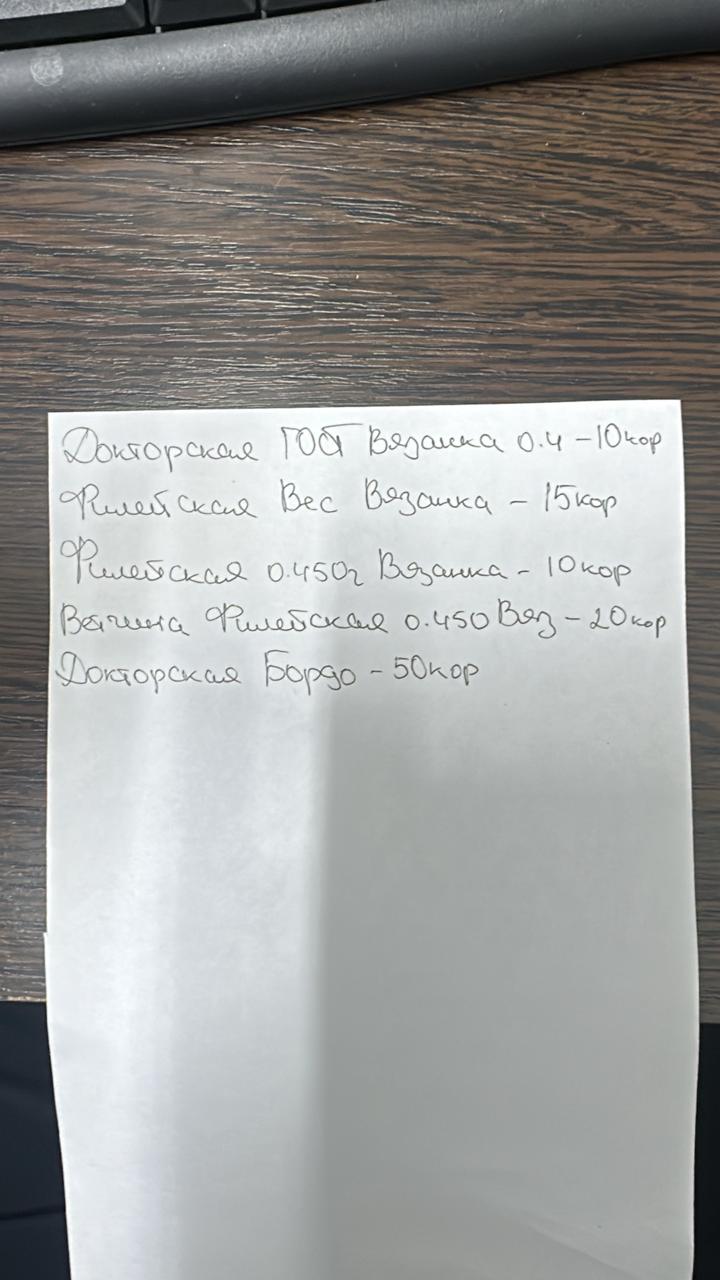 Докторская ГОСТ Вязанка 0.4 – 10кор
Филейская Вес Вязанка – 15кор
Филейская 0.450г Вязанка – 10кор
Ветчина Филейская 0.450 Вяз – 20кор
Докторская Бордо – 50кор